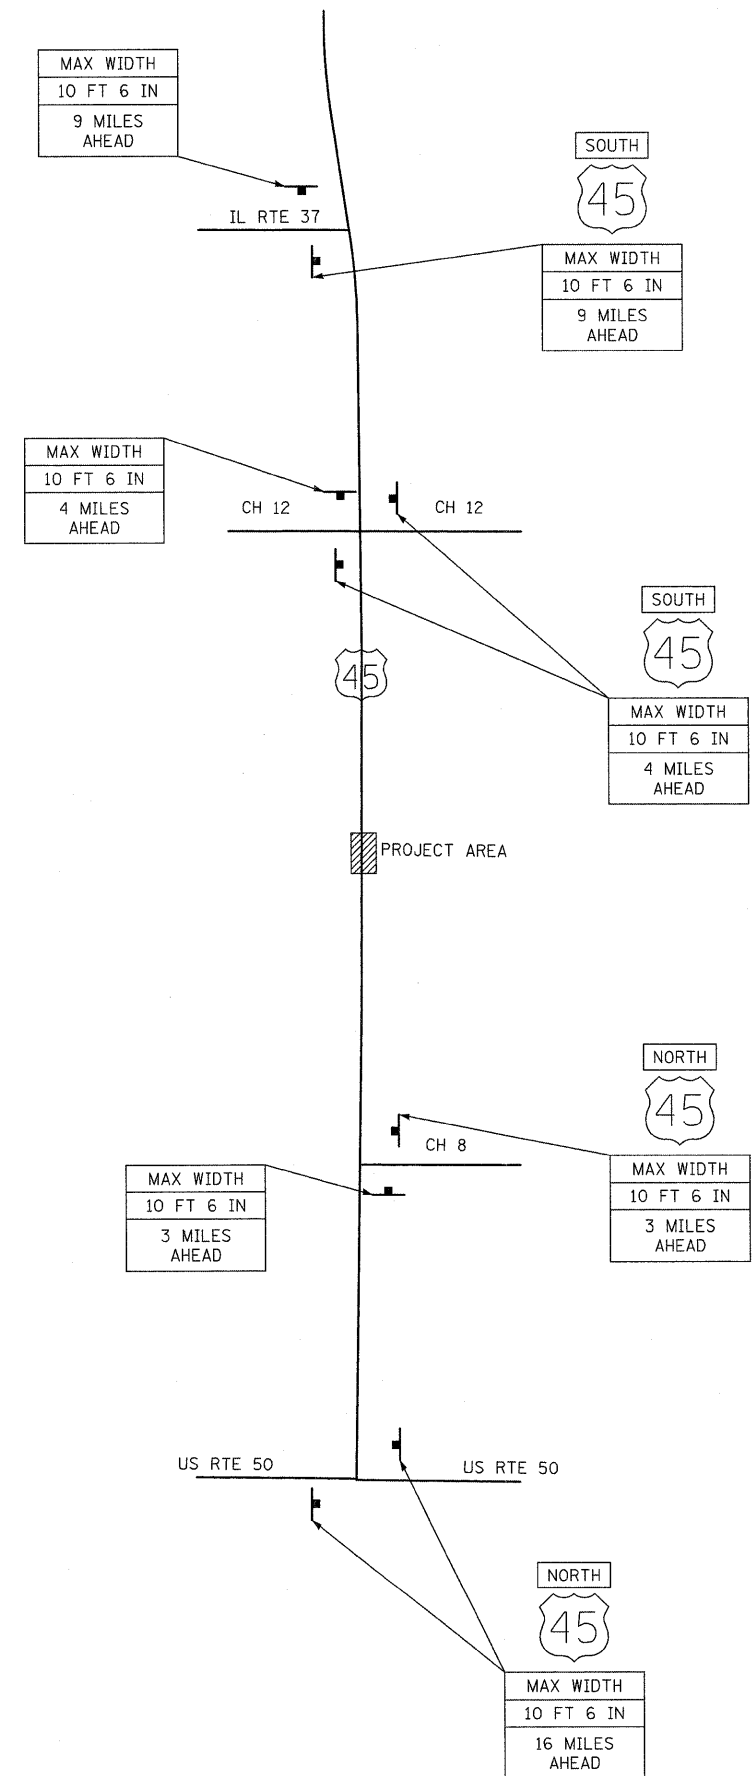 MAX WIDTH
10 FT 6 IN
9 MILES
AHEAD
SOUTH
45
IL RTE 37
MAX WIDTH
10 FT 6 IN
9 MILES
AHEAD
MAX WIDTH
10 FT 6 IN
4 MILES
AHEAD
CH 12
CH 12
SOUTH
45
45
MAX WIDTH
10 FT 6 IN
4 MILES
AHEAD
PROJECT AREA
NORTH
45
CH 8
MAX WIDTH
10 FT 6 IN
3 MILES
AHEAD
MAX WIDTH
10 FT 6 IN
3 MILES
AHEAD
US RTE 50
US RTE 50
NORTH
45
MAX WIDTH
10 FT 6 IN
16 MILES
AHEAD